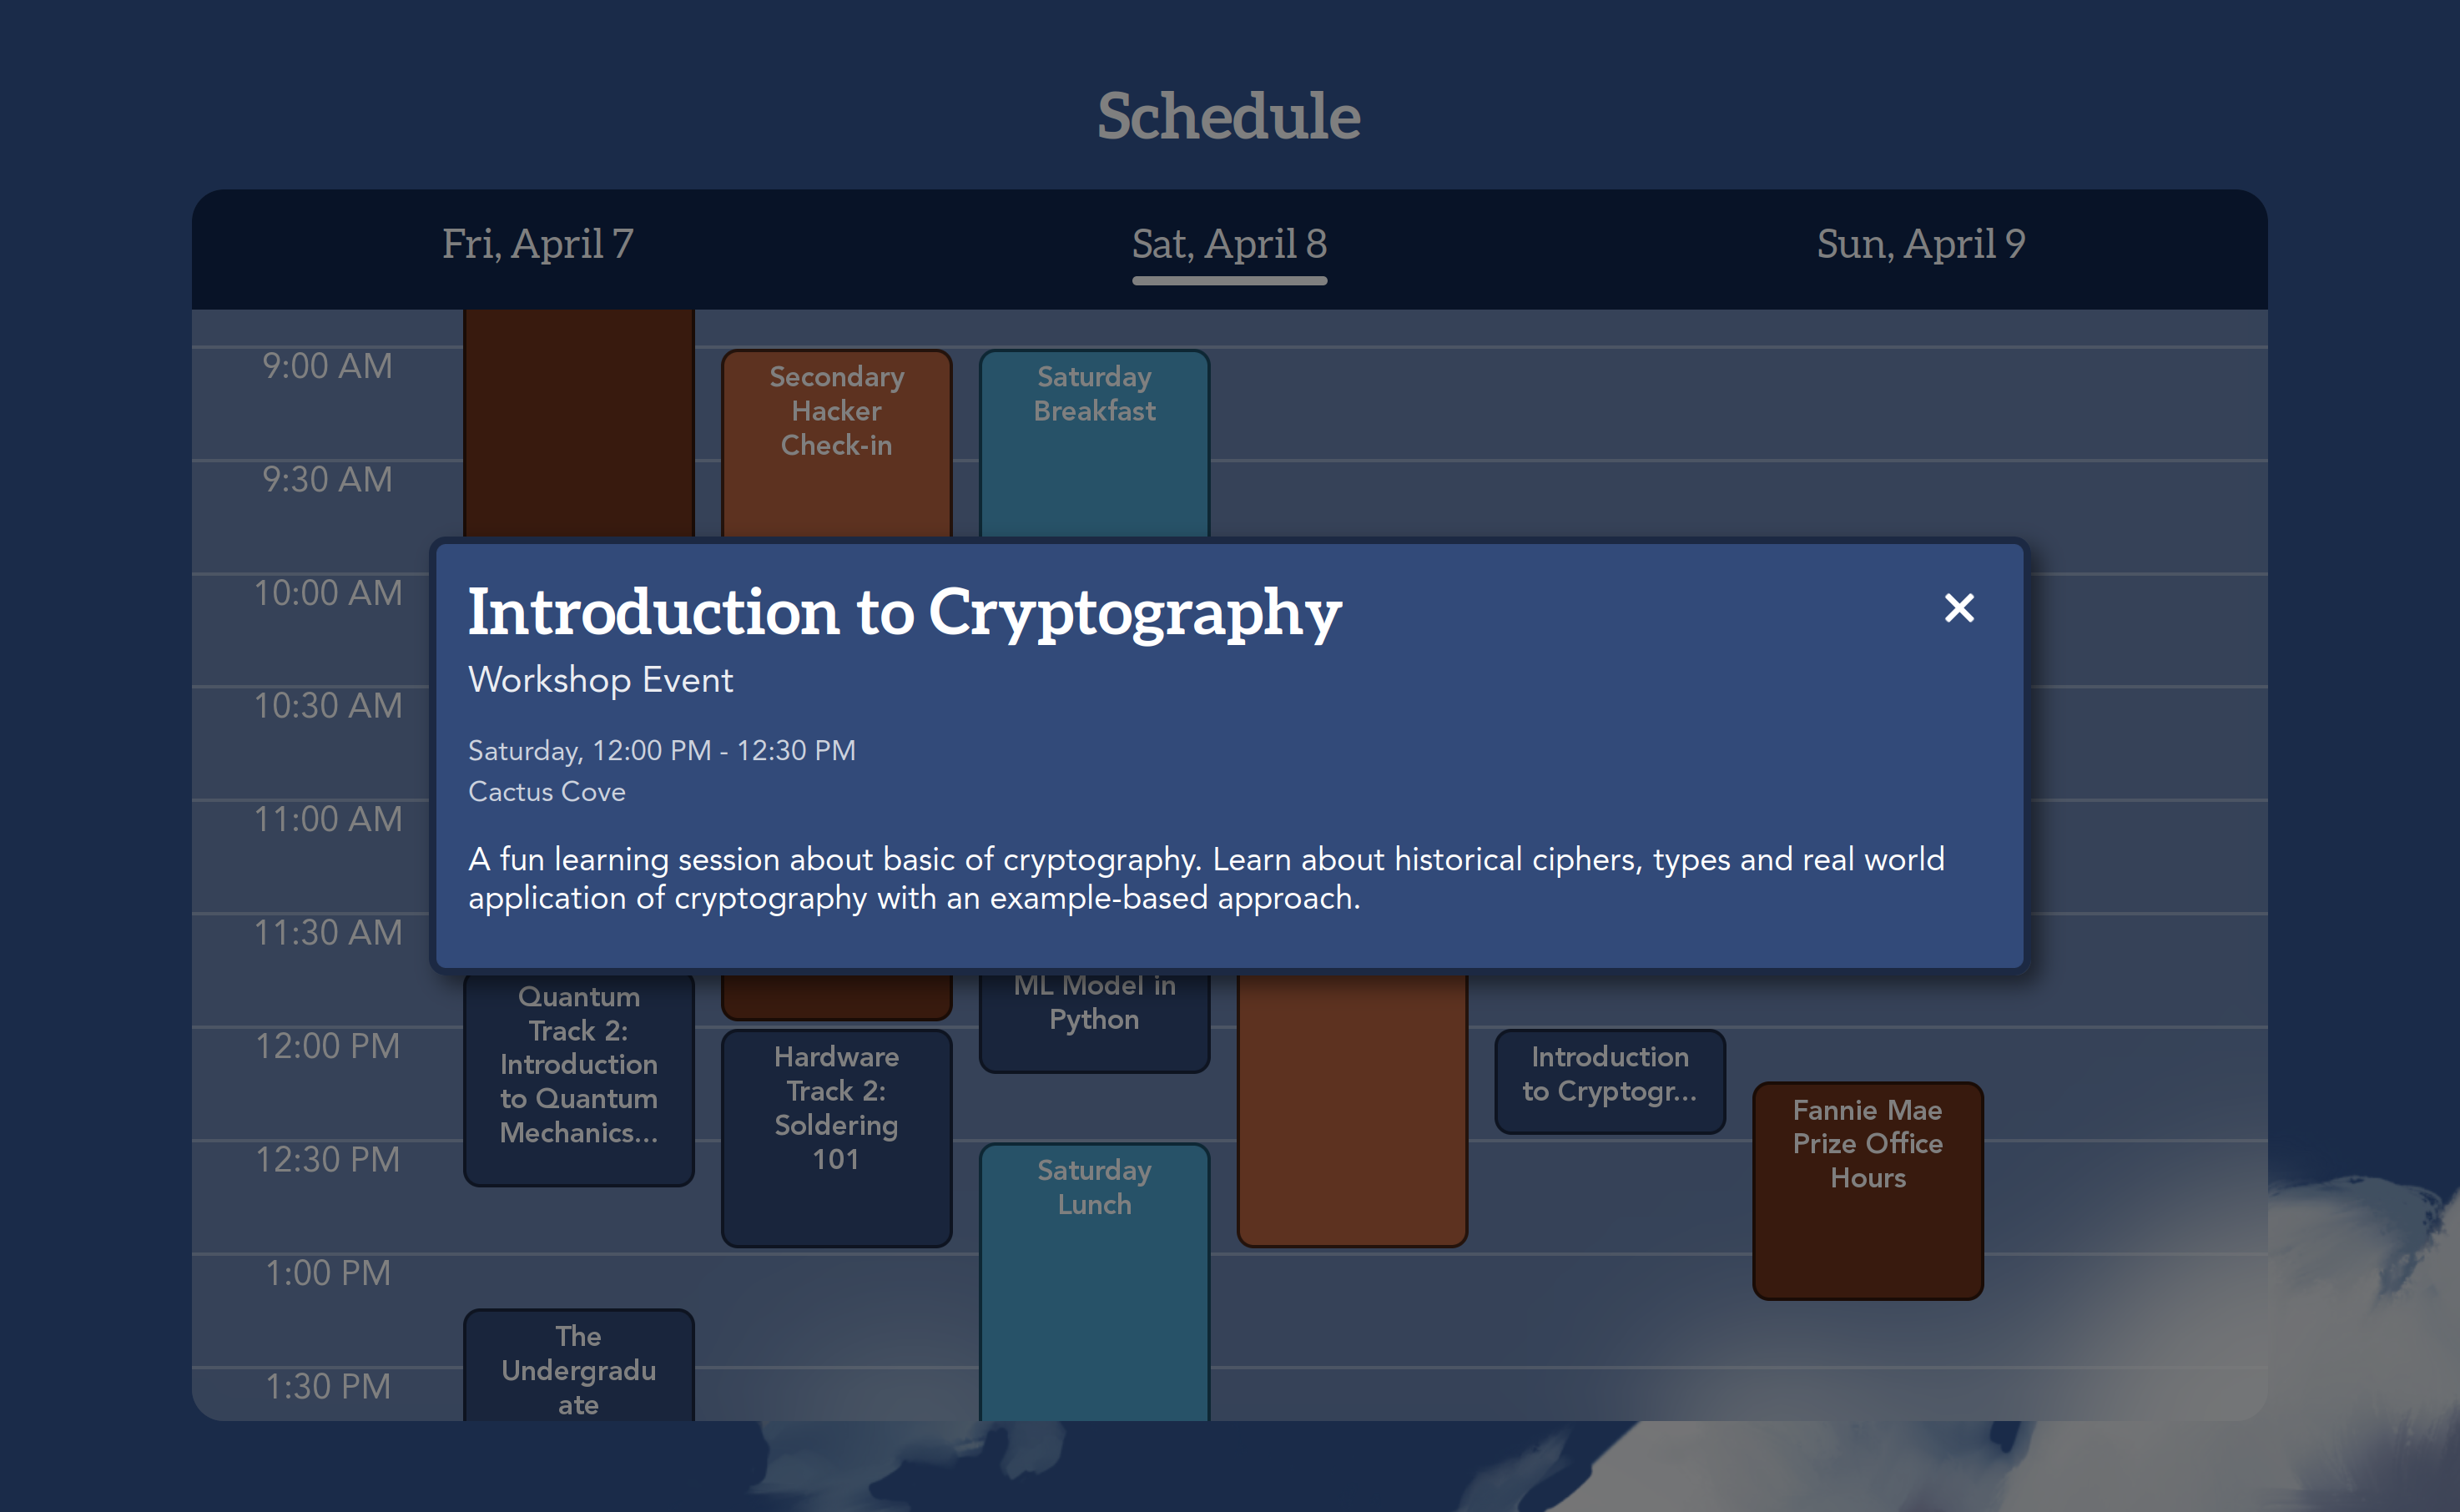 Schedule
Fri, April 7
Sat, April 8
Sun, April 9
9:00 AM
Secondary
Hacker
Check-in
Saturday
Breakfast
9:30 AM
10:00 AM
10:30 AM
11:00 AM
11:30 AM
Introduction to Cryptography
Workshop Event
Saturday, 12:00 PM - 12:30 PM
Cactus Cove
A fun learning session about basic of cryptography. Learn about historical ciphers, types and real world
application of cryptography with an example-based approach.
Quantum
Track 2:
Introduction
to Quantum
Mechanics...
ML Model in
Python
12:00 PM
Hardware
Track 2:
Soldering
101
Introduction
to Cryptogr...
Fannie Mae
Prize Office
Hours
12:30 PM
Saturday
Lunch
1:00 PM
The
Undergradu
ate
1:30 PM